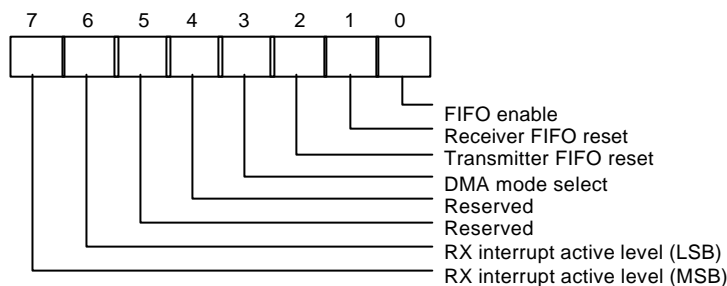 7 6 5 4 3 2 1 0
FIFO enable
Receiver FIFO reset
Transmitter FIFO reset
DMA mode select
Reserved
Reserved
RX interrupt active level (LSB)
RX interrupt active level (MSB)